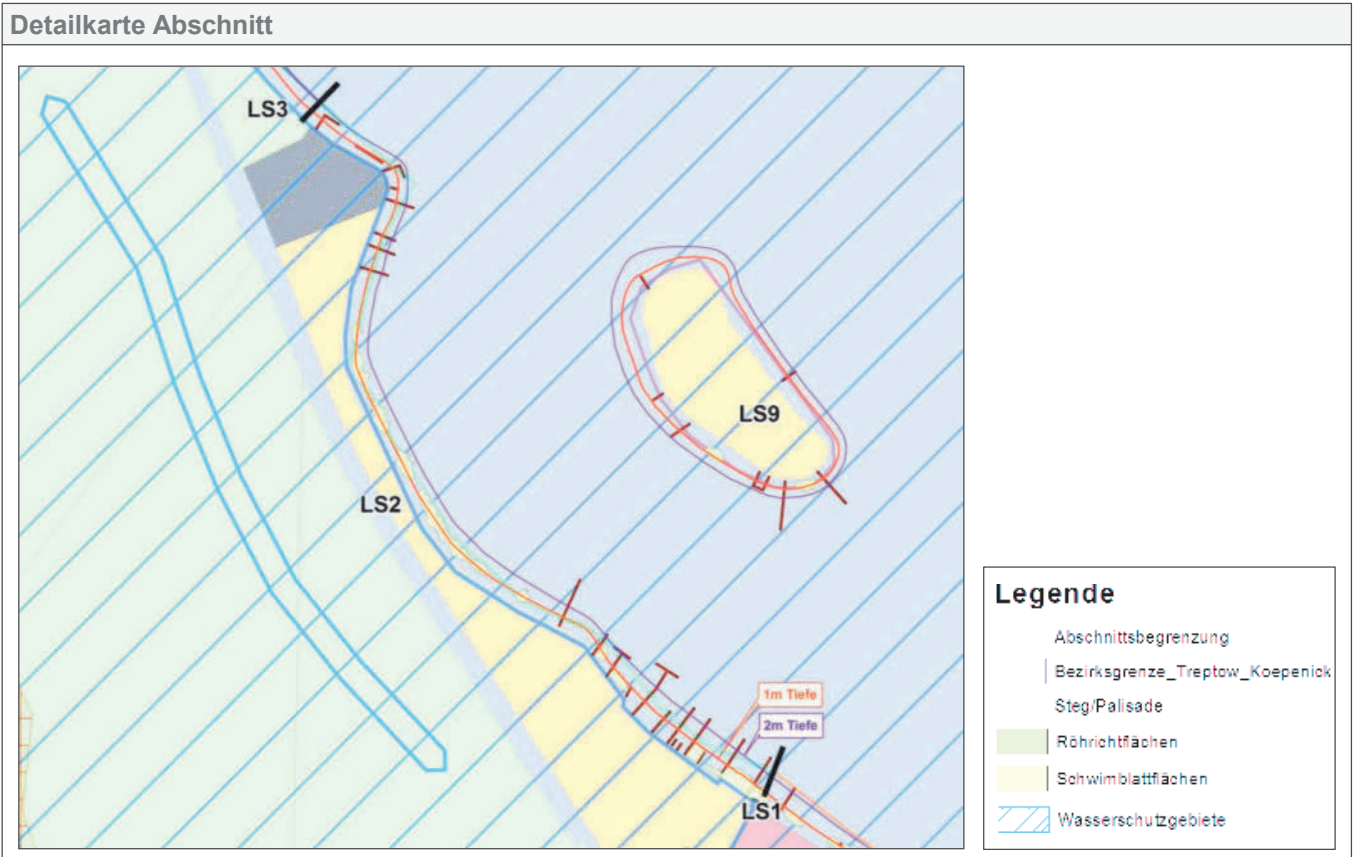 Detailkarte Abschnitt
LS3
LS9
LS2
1m Tiefe
2m Tiefe
LS1
Legende
Abschnittsbegrenzung
Bezirksgrenze_Treptow_Koepenick
Steg/Palisade
Röhrichtflächen
Schwimblattflächen
Wasserschutzgebiete